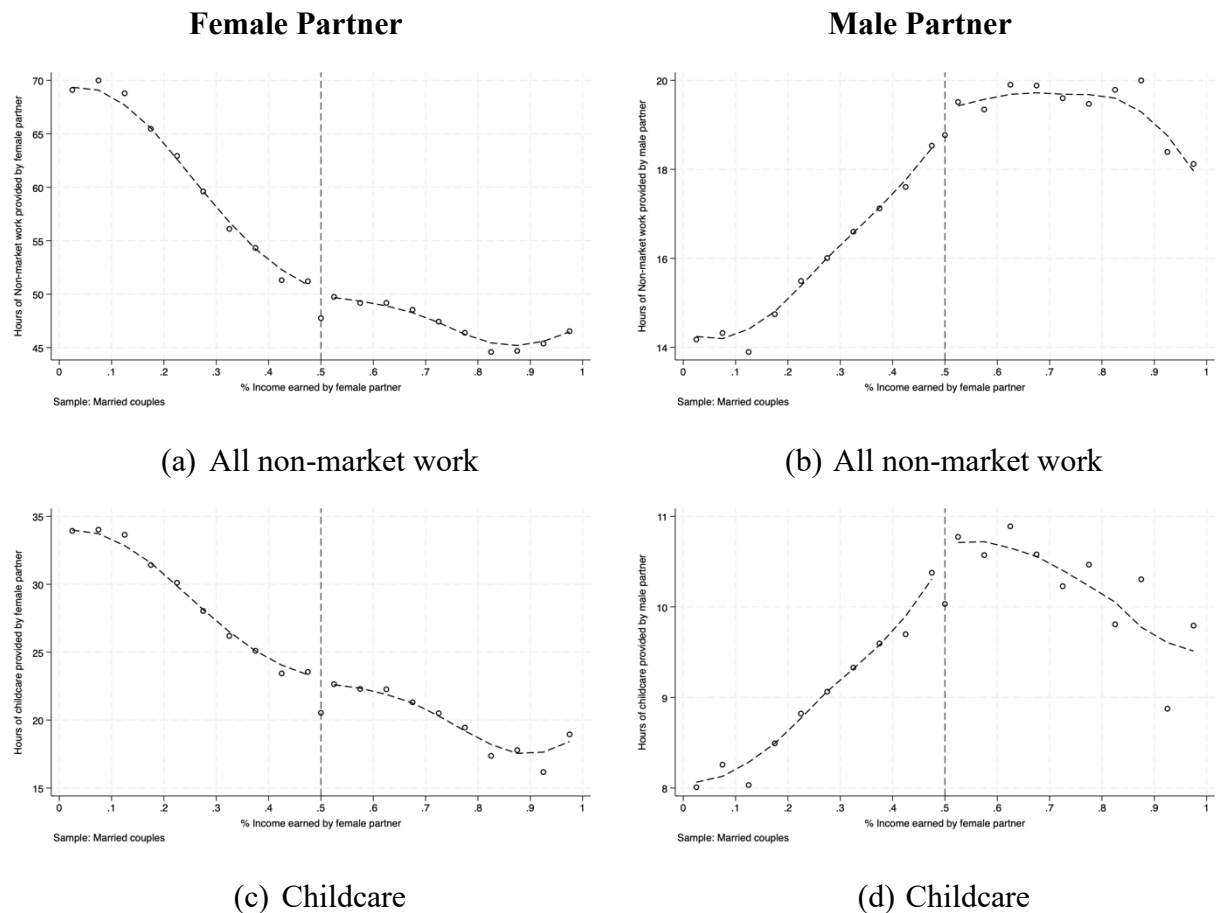 Female Partner
Male Partner
Hours of Non-market work provided by female partner
70
65
60
55
50
45
0 .1 .2 .3 .4 .5 .6 .7 .8 .9 1
% Income earned by female partner
Sample: Married couples
(a) All non-market work
Hours of Non-market work provided by male partner
20
18
16
14
0 .1 .2 .3 .4 .5 .6 .7 .8 .9 1
% Income earned by female partner
Sample: Married couples
(b) All non-market work
Hours of childcare provided by female partner
35
30
25
20
15
0 .1 .2 .3 .4 .5 .6 .7 .8 .9 1
% Income earned by female partner
Sample: Married couples
(c) Childcare
Hours of childcare provided by male partner
11
10
9
8
0 .1 .2 .3 .4 .5 .6 .7 .8 .9 1
% Income earned by female partner
Sample: Married couples
(d) Childcare